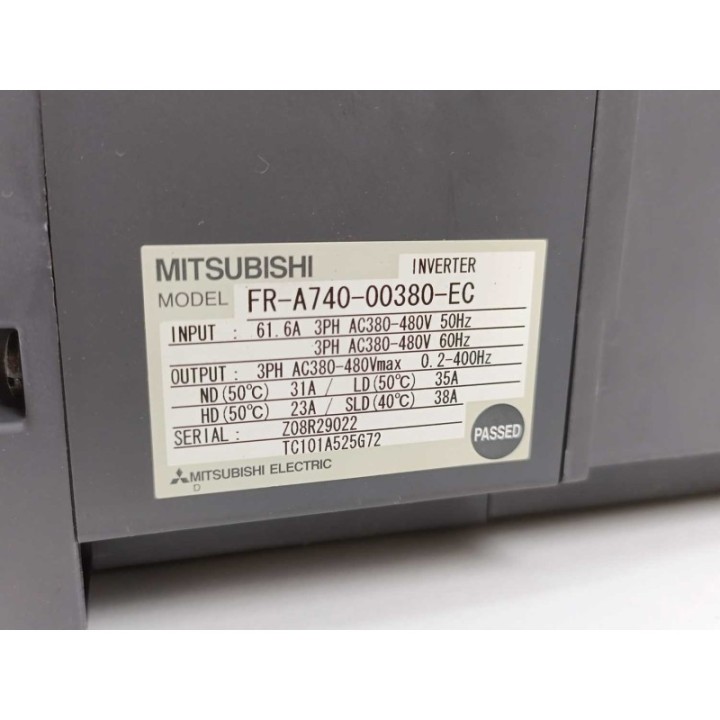 MITSUBISHI INVERTER
MODEL FR-A740-00380-EC
INPUT : 61.6A 3PH AC380-480V 50Hz
3PH AC380-480V 60Hz
OUTPUT : 3PH AC380-480Vmax 0.2-400Hz
ND(50℃) 31A / LD(50℃) 35A
HD(50℃) 23A / SLD(40℃) 38A
SERIAL : Z08R29022
TC101A525G72
PASSED
MITSUBISHI ELECTRIC
D